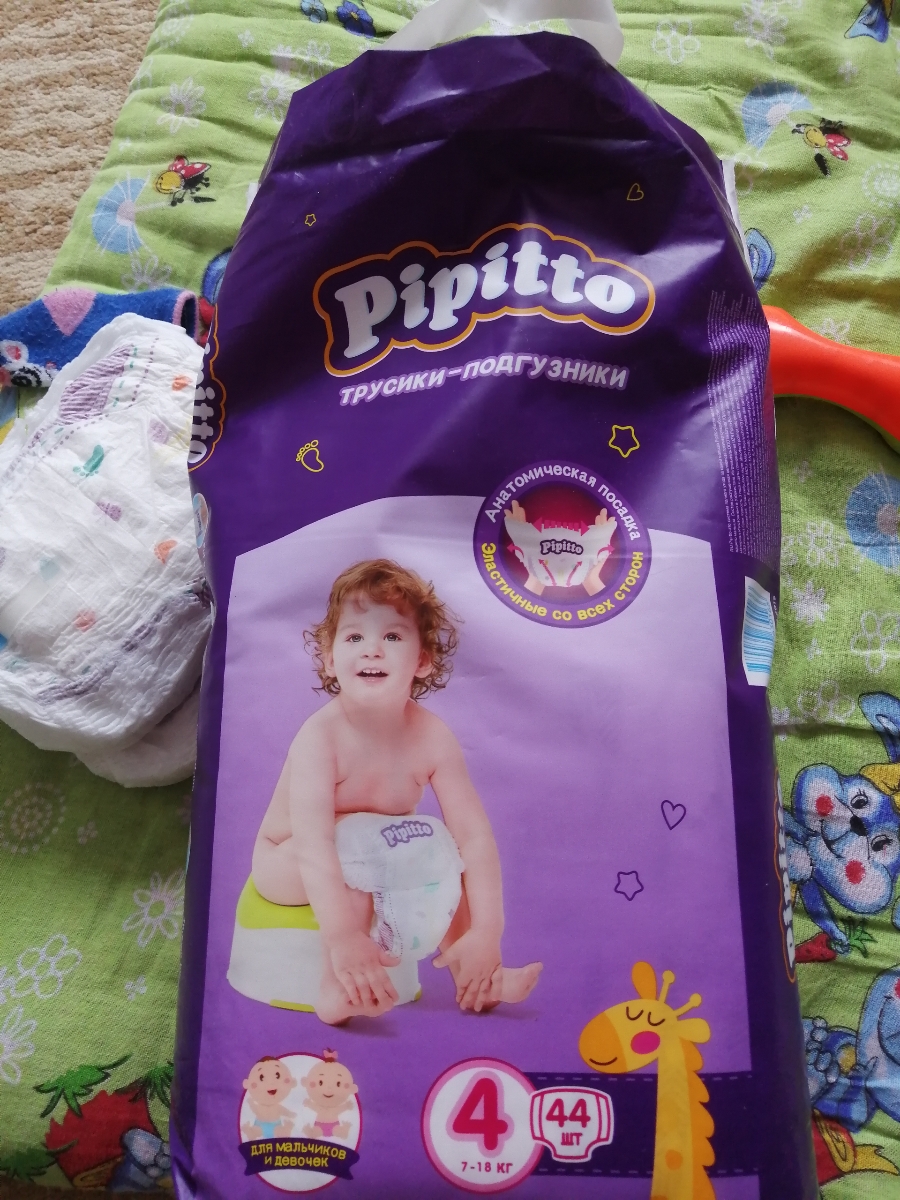 Pipitto
ТРУСИКИ-ПОДГУЗНИКИ
Анатомическая посадка
Pipitto
Эластичные со всех сторон
Pipitto
ДЛЯ МАЛЬЧИКОВ
И ДЕВОЧЕК
4
7-18 КГ
44
ШТ